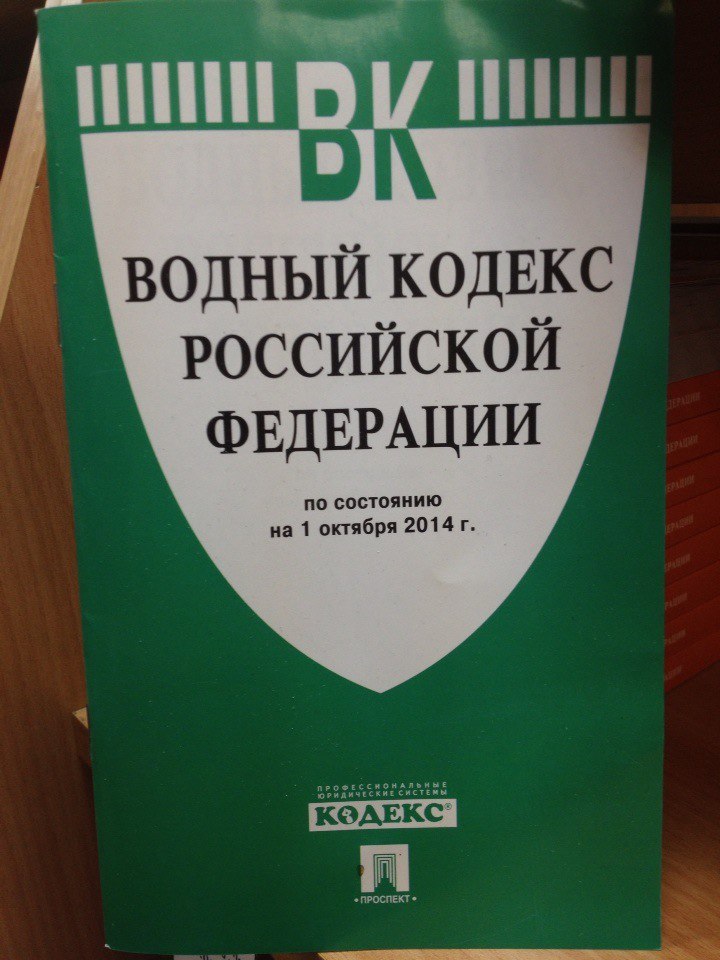 ВК
ВОДНЫЙ КОДЕКС
РОССИЙСКОЙ
ФЕДЕРАЦИИ
по состоянию
на 1 октября 2014 г.
ПРОФЕССИОНАЛЬНЫЕ
ЮРИДИЧЕСКИЕ СИСТЕМЫ
КОДЕКС®
• ПРОСПЕКТ •